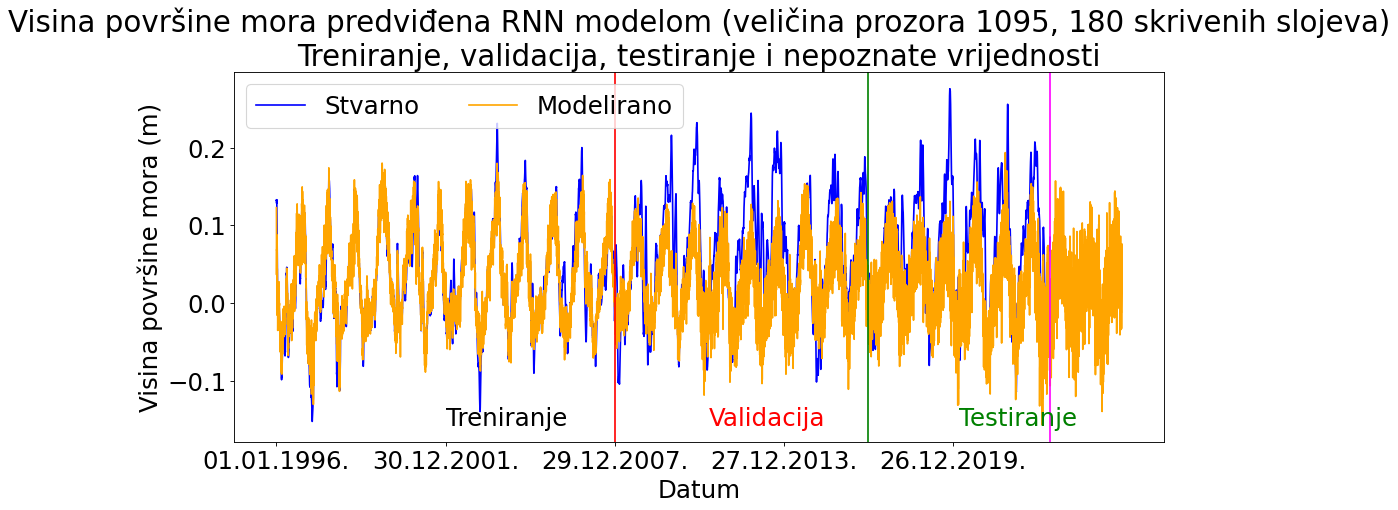 Visina površine mora predviđena RNN modelom (veličina prozora 1095, 180 skrivenih slojeva)
Treniranje, validacija, testiranje i nepoznate vrijednosti
Stvarno
Modelirano
Visina površine mora (m)
0.2
0.1
0.0
−0.1
Treniranje
Validacija
Testiranje
01.01.1996.
30.12.2001.
29.12.2007.
27.12.2013.
26.12.2019.
Datum